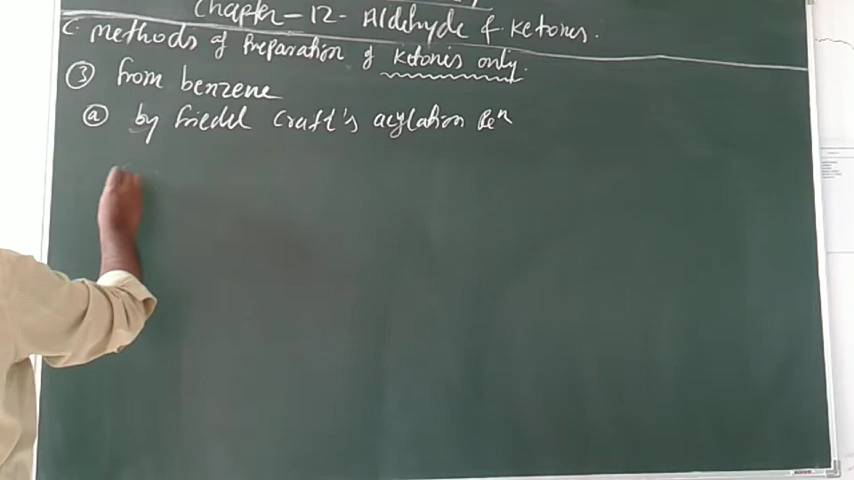 Chapter-12- Aldehyde & Ketones.
C. Methods of Preparation of Ketones only.
③ from benzene
ⓐ by Friedel Craft's acylation Reⁿ